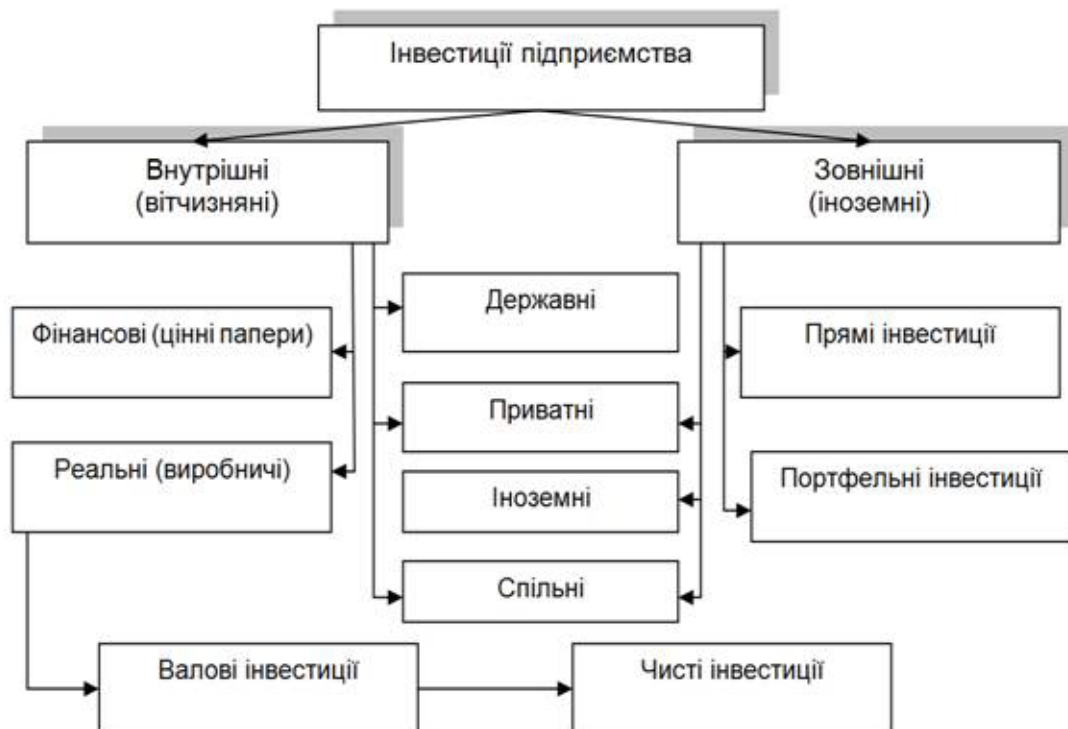 Інвестиції підприємства
Внутрішні
(вітчизняні)
Зовнішні
(іноземні)
Державні
Фінансові (цінні папери)
Прямі інвестиції
Приватні
Реальні (виробничі)
Іноземні
Портфельні інвестиції
Спільні
Валові інвестиції
Чисті інвестиції